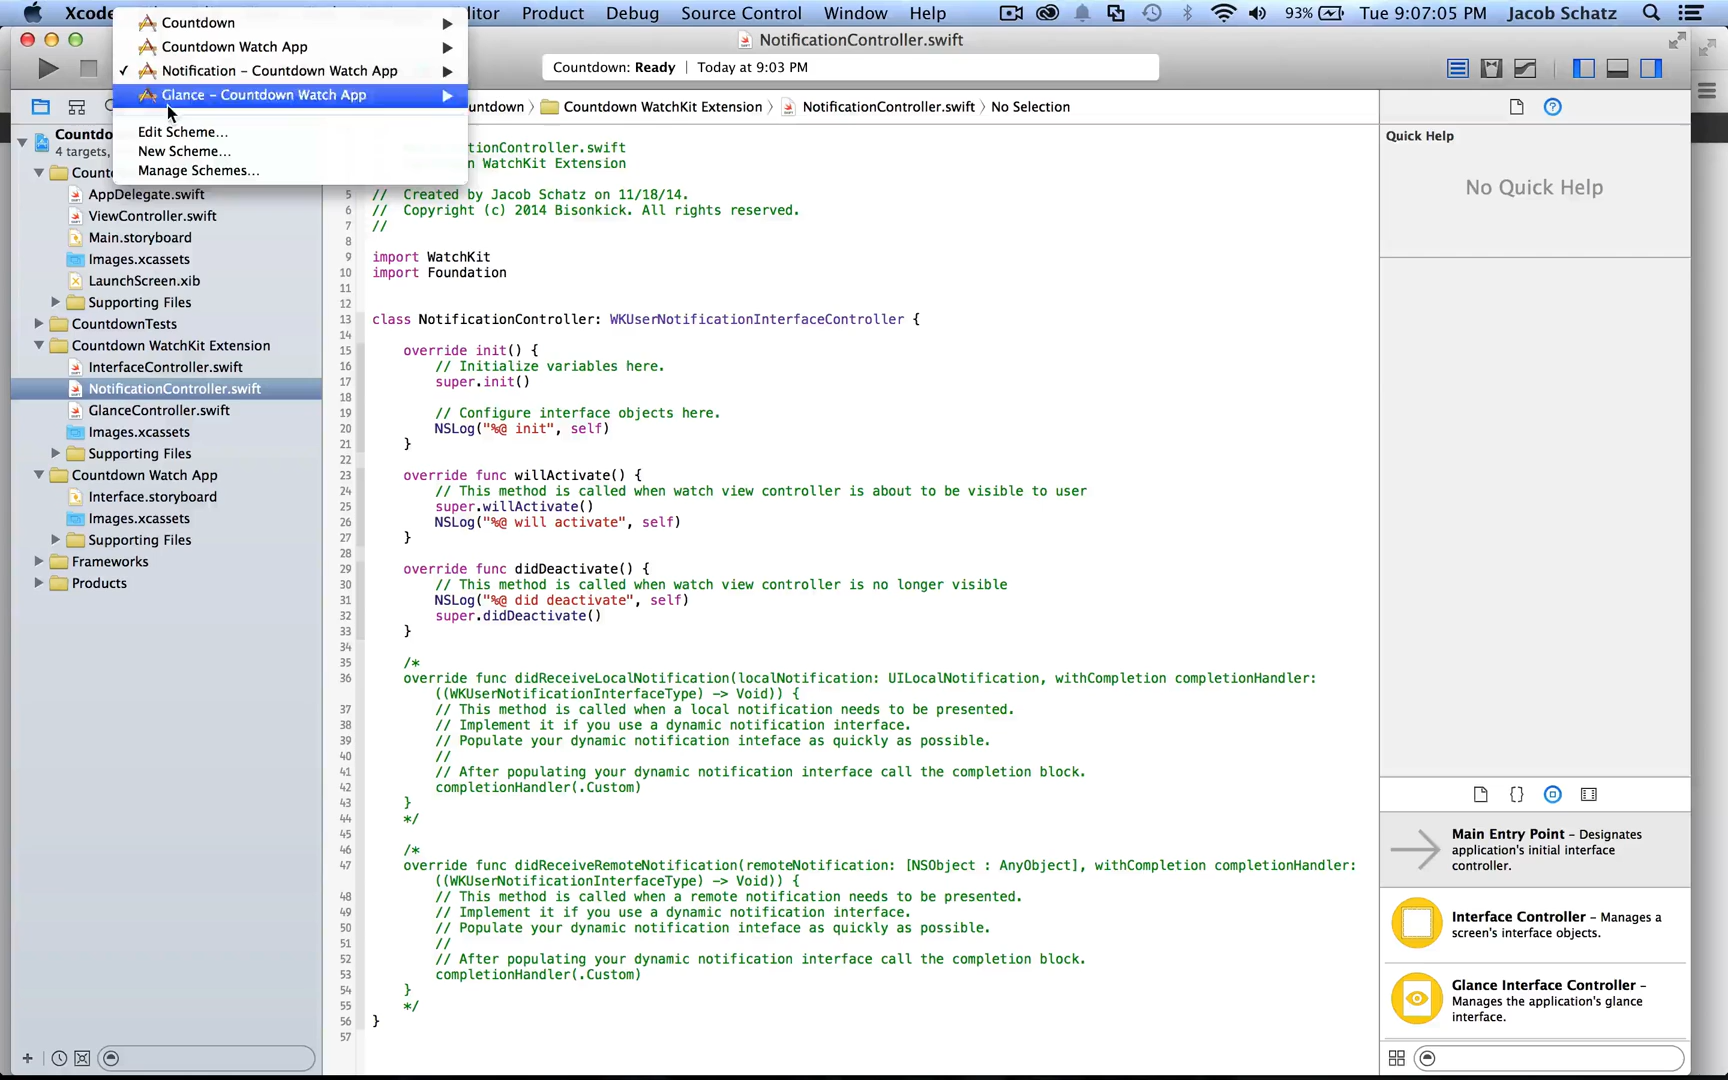 Xcode
Editor Product Debug Source Control Window Help 93% Tue 9:07:05 PM Jacob Schatz
NotificationController.swift
Countdown
Countdown Watch App
✓ Notification – Countdown Watch App
Glance – Countdown Watch App
Edit Scheme...
New Scheme...
Manage Schemes...
Countdown: Ready | Today at 9:03 PM
Countdown WatchKit Extension NotificationController.swift No Selection
4 targets,
AppDelegate.swift
ViewController.swift
Main.storyboard
Images.xcassets
LaunchScreen.xib
Supporting Files
CountdownTests
Countdown WatchKit Extension
InterfaceController.swift
NotificationController.swift
GlanceController.swift
Images.xcassets
Supporting Files
Countdown Watch App
Interface.storyboard
Images.xcassets
Supporting Files
Frameworks
Products
WatchKit Extension
5 // Created by Jacob Schatz on 11/18/14.
6 // Copyright (c) 2014 Bisonkick. All rights reserved.
7 //
8
9 import WatchKit
10 import Foundation
11
12
13 class NotificationController: WKUserNotificationInterfaceController {
14
15 override init() {
16 // Initialize variables here.
17 super.init()
18
19 // Configure interface objects here.
20 NSLog("%@ init", self)
21 }
22
23 override func willActivate() {
24 // This method is called when watch view controller is about to be visible to user
25 super.willActivate()
26 NSLog("%@ will activate", self)
27 }
28
29 override func didDeactivate() {
30 // This method is called when watch view controller is no longer visible
31 NSLog("%@ did deactivate", self)
32 super.didDeactivate()
33 }
34
35 /*
36 override func didReceiveLocalNotification(localNotification: UILocalNotification, withCompletion completionHandler:
((WKUserNotificationInterfaceType) -> Void)) {
37 // This method is called when a local notification needs to be presented.
38 // Implement it if you use a dynamic notification interface.
39 // Populate your dynamic notification inteface as quickly as possible.
40 //
41 // After populating your dynamic notification interface call the completion block.
42 completionHandler(.Custom)
43 }
44 */
45
46 /*
47 override func didReceiveRemoteNotification(remoteNotification: [NSObject : AnyObject], withCompletion completionHandler:
((WKUserNotificationInterfaceType) -> Void)) {
48 // This method is called when a remote notification needs to be presented.
49 // Implement it if you use a dynamic notification interface.
50 // Populate your dynamic notification inteface as quickly as possible.
51 //
52 // After populating your dynamic notification interface call the completion block.
53 completionHandler(.Custom)
54 }
55 */
56 }
57
Quick Help
No Quick Help
Main Entry Point – Designates
application's initial interface
controller.
Interface Controller – Manages a
screen's interface objects.
Glance Interface Controller –
Manages the application's glance
interface.